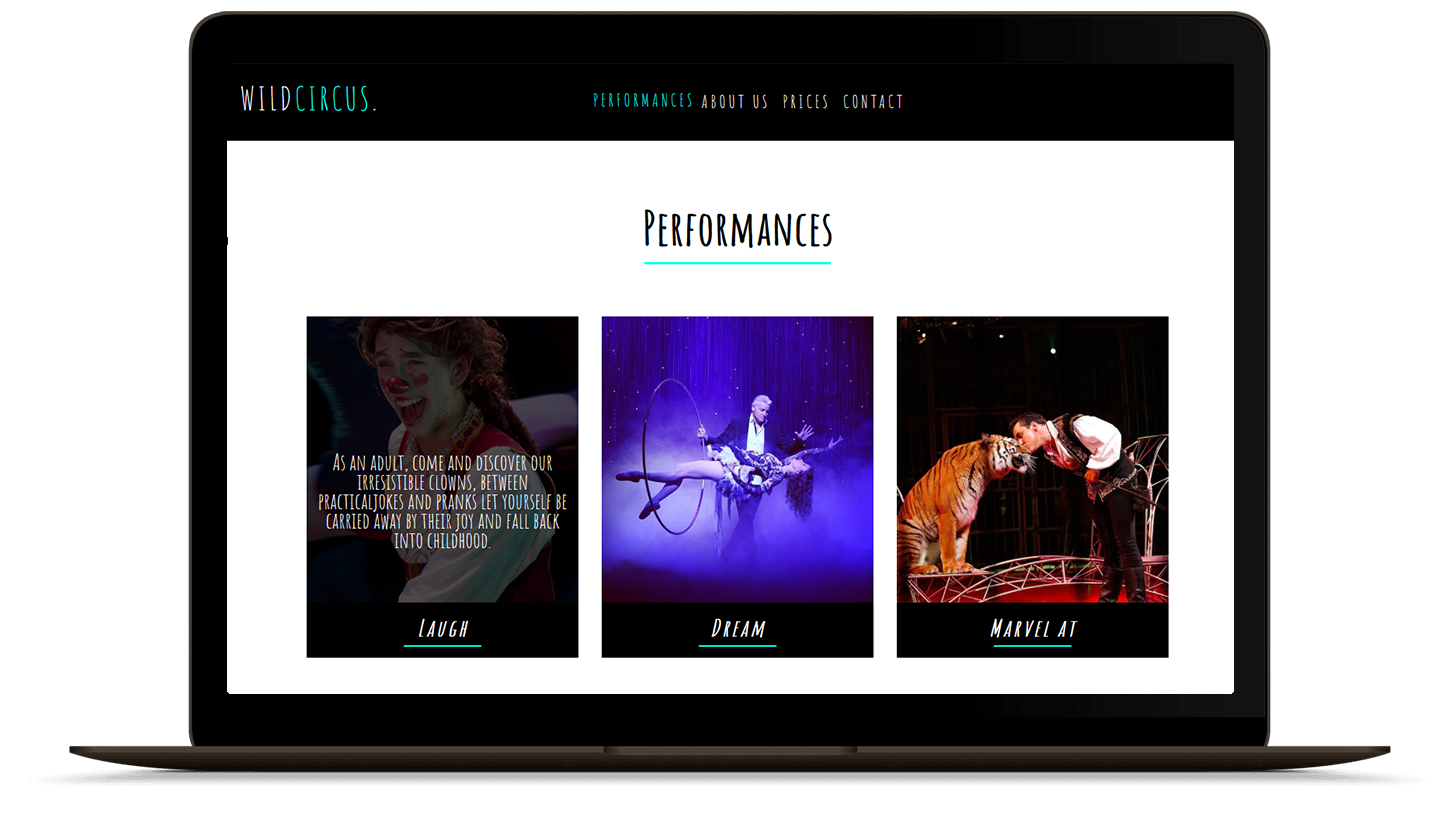 WILDCIRCUS.
PERFORMANCES ABOUT US PRICES CONTACT
PERFORMANCES
AS AN ADULT, COME AND DISCOVER OUR
IRRESISTIBLE CLOWNS, BETWEEN
PRACTICALJOKES AND PRANKS LET YOURSELF BE
CARRIED AWAY BY THEIR JOY AND FALL BACK
INTO CHILDHOOD.
LAUGH
DREAM
MARVEL AT